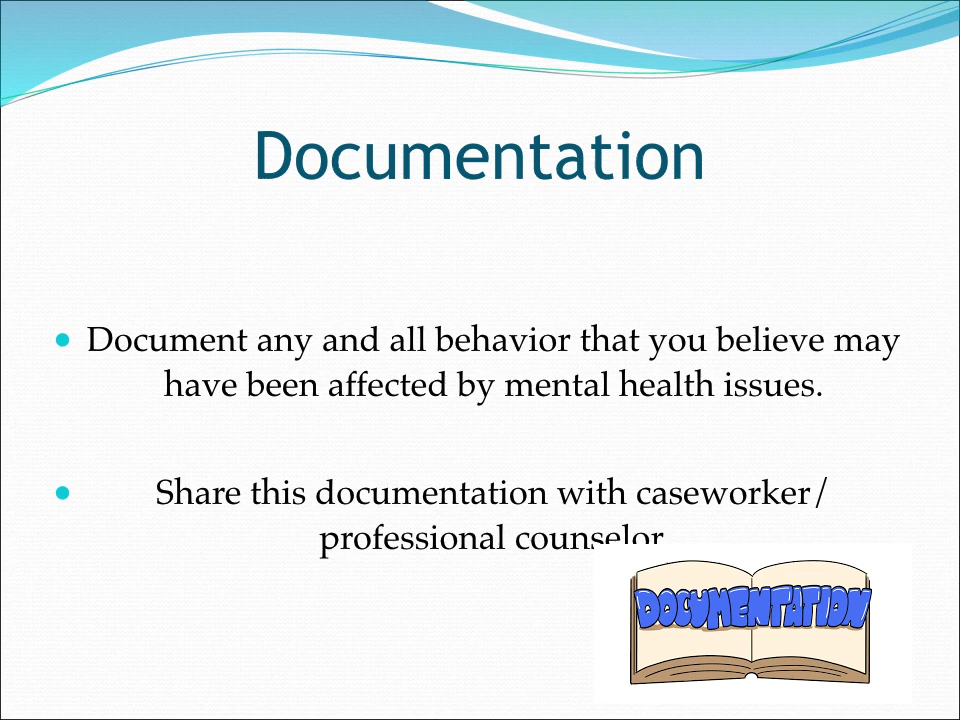 Documentation
• Document any and all behavior that you believe may
have been affected by mental health issues.
• Share this documentation with caseworker/
professional counselor
DOCUMENTATION